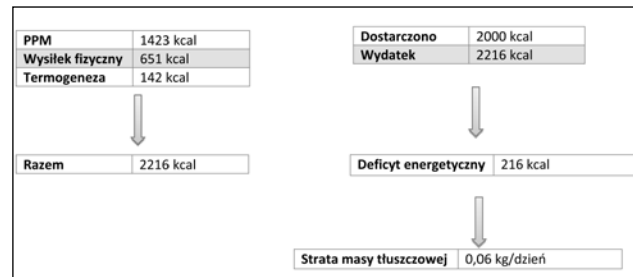 PPM 1423 kcal
Wysiłek fizyczny 651 kcal
Termogeneza 142 kcal
Razem 2216 kcal
Dostarczono 2000 kcal
Wydatek 2216 kcal
Deficyt energetyczny 216 kcal
Strata masy tłuszczowej 0,06 kg/dzień